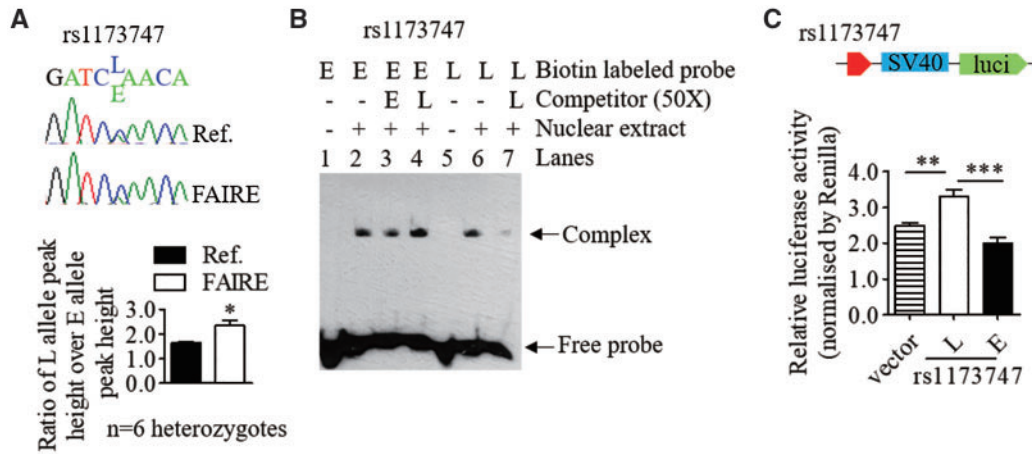 A
rs1173747
L
GATC AACA
E
Ref.
FAIRE
Ref.
FAIRE
Ratio of L allele peak
height over E allele
peak height
3.0
2.0
1.0
0.0
*
n=6 heterozygotes
B
rs1173747
E E E E L L L Biotin labeled probe
- - E L - - L Competitor (50X)
- + + + - + + Nuclear extract
1 2 3 4 5 6 7 Lanes
Complex
Free probe
C
rs1173747
SV40 luci
Relative luciferase activity
(normalised by Renilla)
4.0
3.0
2.0
1.0
0.0
** ***
vector L E
rs1173747